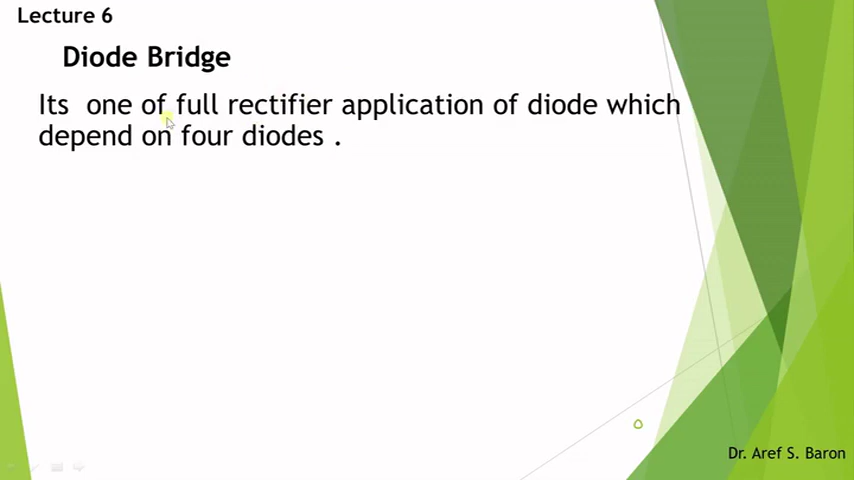 Lecture 6
Diode Bridge
Its one of full rectifier application of diode which
depend on four diodes .
٥
Dr. Aref S. Baron